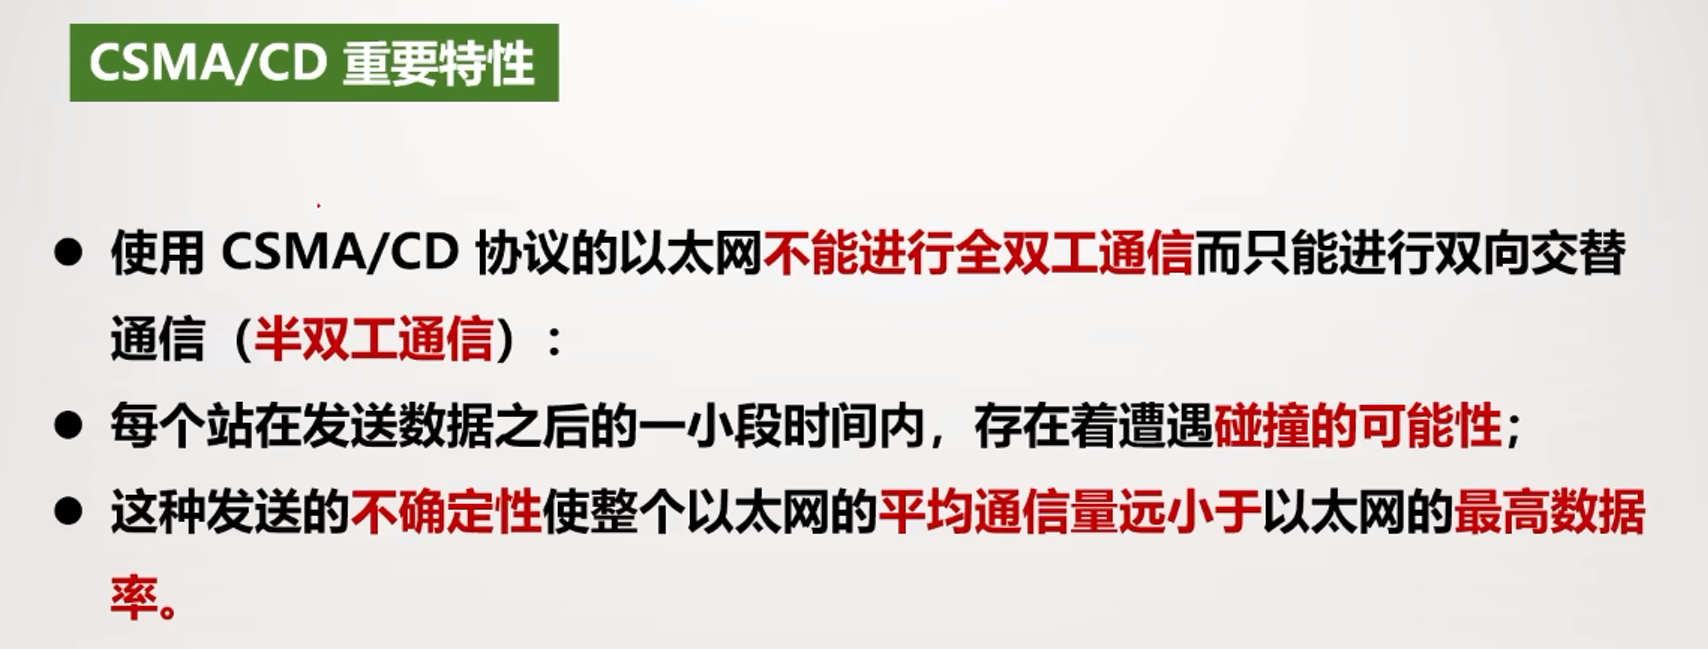 CSMA/CD 重要特性
● 使用 CSMA/CD 协议的以太网不能进行全双工通信而只能进行双向交替
通信（半双工通信）：
● 每个站在发送数据之后的一小段时间内，存在着遭遇碰撞的可能性；
● 这种发送的不确定性使整个以太网的平均通信量远小于以太网的最高数据
率。